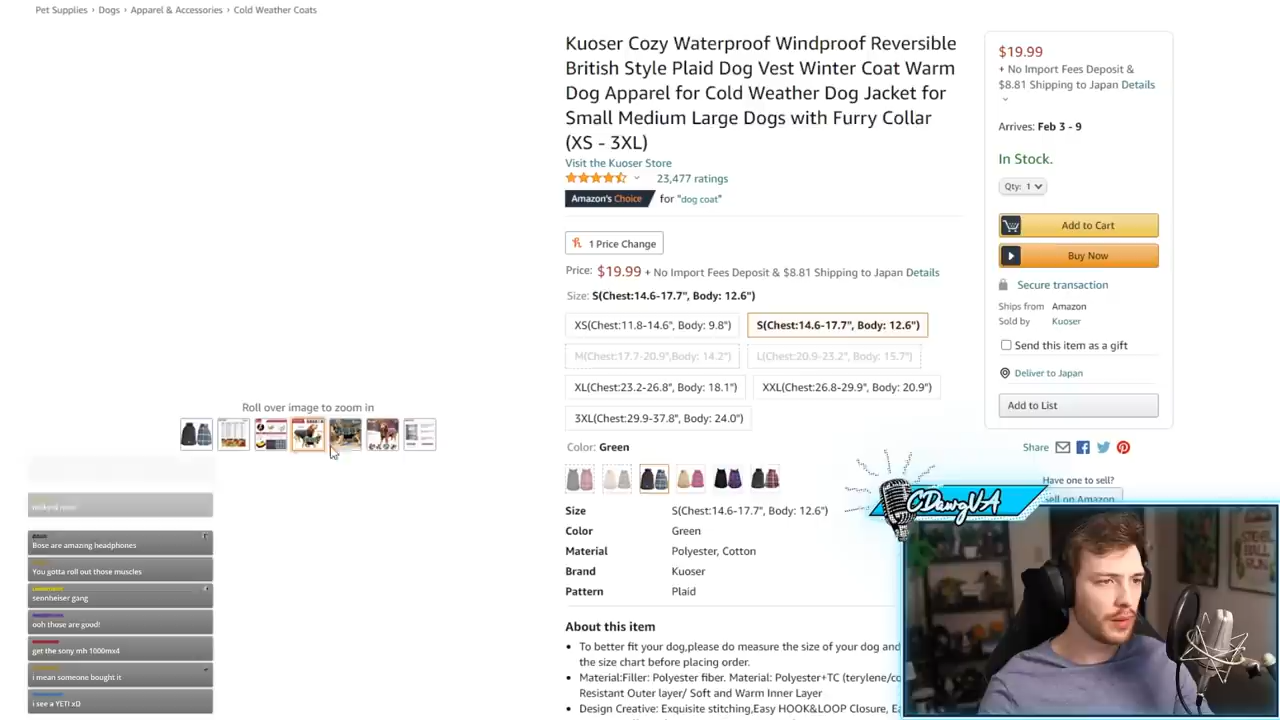 Pet Supplies › Dogs › Apparel & Accessories › Cold Weather Coats
Kuoser Cozy Waterproof Windproof Reversible
British Style Plaid Dog Vest Winter Coat Warm
Dog Apparel for Cold Weather Dog Jacket for
Small Medium Large Dogs with Furry Collar
(XS - 3XL)
Visit the Kuoser Store
23,477 ratings
Amazon's Choice for "dog coat"
1 Price Change
Price: $19.99 + No Import Fees Deposit & $8.81 Shipping to Japan Details
Size: S(Chest:14.6-17.7", Body: 12.6")
XS(Chest:11.8-14.6", Body: 9.8")
S(Chest:14.6-17.7", Body: 12.6")
M(Chest:17.7-20.9",Body: 14.2")
L(Chest:20.9-23.2", Body: 15.7")
XL(Chest:23.2-26.8", Body: 18.1")
XXL(Chest:26.8-29.9", Body: 20.9")
3XL(Chest:29.9-37.8", Body: 24.0")
Color: Green
Size S(Chest:14.6-17.7", Body: 12.6")
Color Green
Material Polyester, Cotton
Brand Kuoser
Pattern Plaid
About this item
• To better fit your dog,please do measure the size of your dog and
the size chart before placing order.
• Material:Filler: Polyester fiber. Material: Polyester+TC (terylene/co
Resistant Outer layer/ Soft and Warm Inner Layer
• Design Creative: Exquisite stitching,Easy HOOK&LOOP Closure,
$19.99
+ No Import Fees Deposit &
$8.81 Shipping to Japan Details
Arrives: Feb 3 - 9
In Stock.
Qty: 1
Add to Cart
Buy Now
Secure transaction
Ships from Amazon
Sold by Kuoser
Send this item as a gift
Deliver to Japan
Add to List
Share
Have one to sell?
Sell on Amazon
CDawgVA
Roll over image to zoom in
Bose are amazing headphones
You gotta roll out those muscles
sennheiser gang
ooh those are good!
get the sony mh 1000mx4
i mean someone bought it
i see a YETI xD